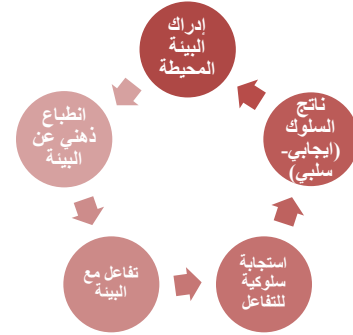 إدراك
البيئة
المحيطة
انطباع
ذهني عن
البيئة
تفاعل مع
البيئة
استجابة
سلوكية
للتفاعل
ناتج
السلوك
(ايجابي-
سلبي)